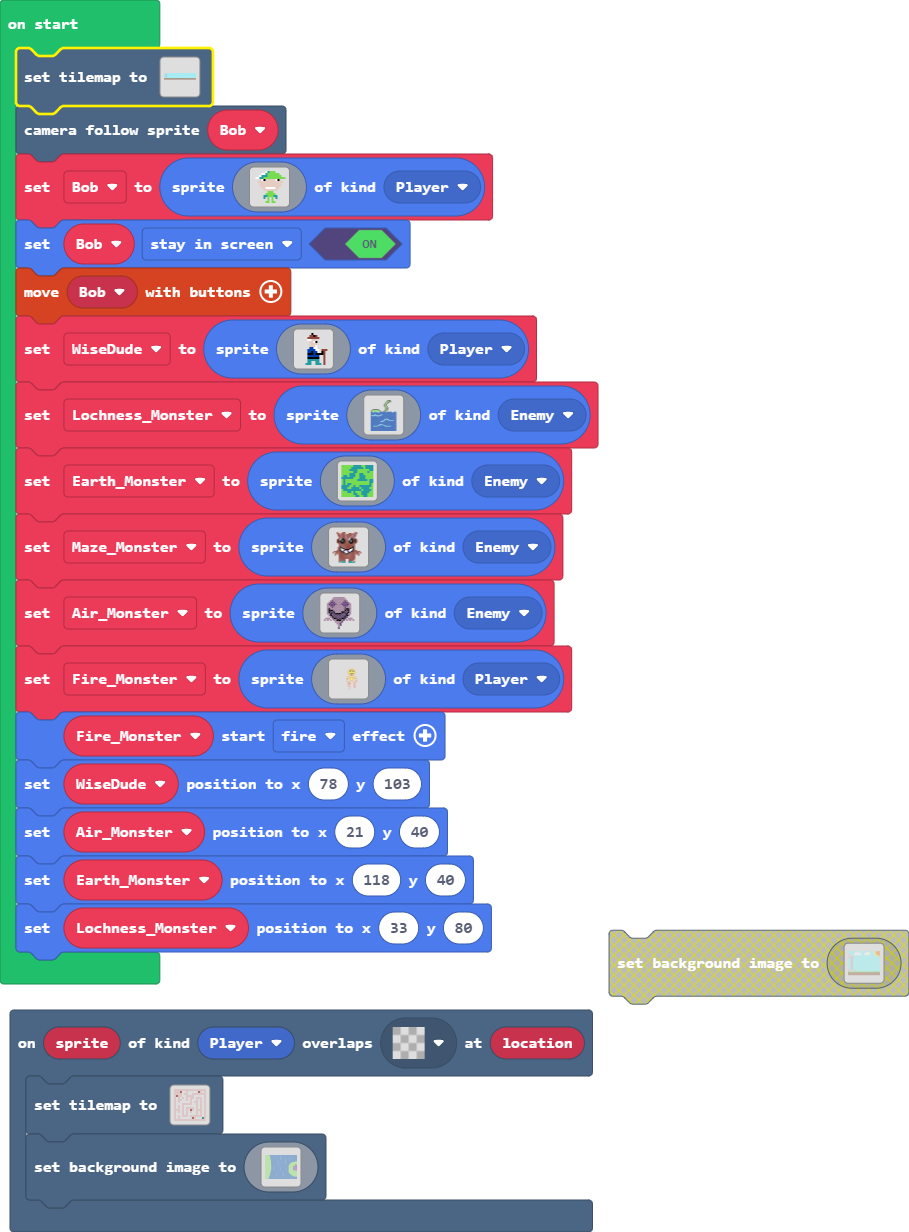 on start
set tilemap to
camera follow sprite Bob
set Bob to sprite of kind Player
set Bob stay in screen ON
move Bob with buttons
set WiseDude to sprite of kind Player
set Lochness_Monster to sprite of kind Enemy
set Earth_Monster to sprite of kind Enemy
set Maze_Monster to sprite of kind Enemy
set Air_Monster to sprite of kind Enemy
set Fire_Monster to sprite of kind Player
Fire_Monster start fire effect
set WiseDude position to x 78 y 103
set Air_Monster position to x 21 y 40
set Earth_Monster position to x 118 y 40
set Lochness_Monster position to x 33 y 80
set background image to
on sprite of kind Player overlaps at location
set tilemap to
set background image to